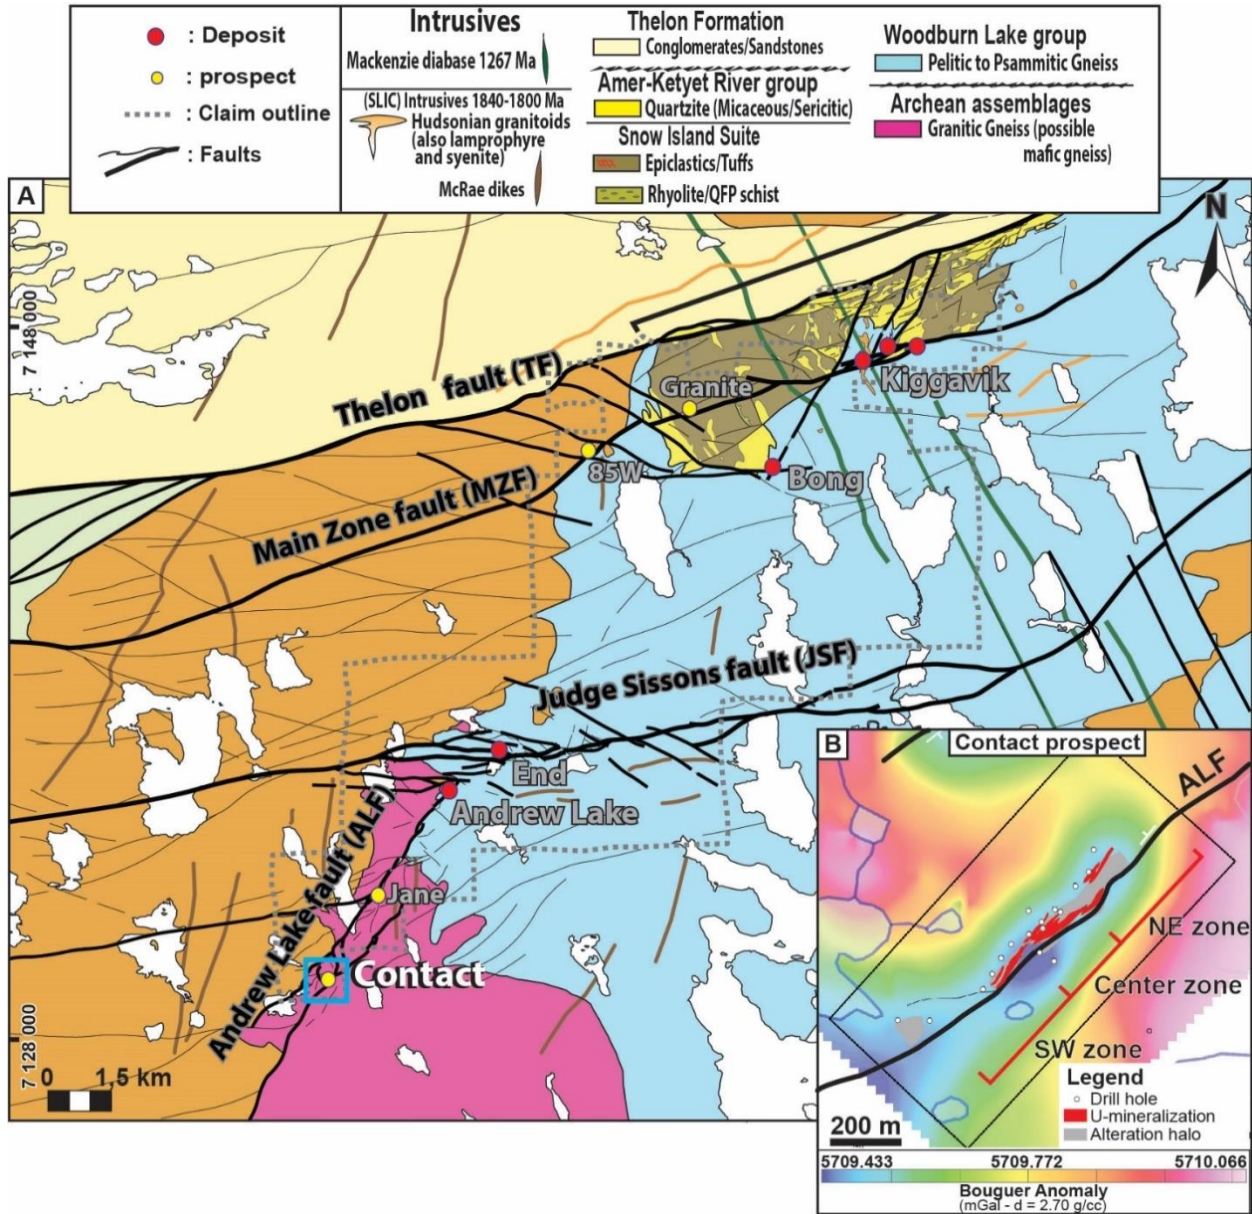 : Deposit
: prospect
: Claim outline
: Faults
Intrusives
Mackenzie diabase 1267 Ma
(SLIC) Intrusives 1840-1800 Ma
Hudsonian granitoids
(also lamprophyre
and syenite)
McRae dikes
Thelon Formation
Conglomerates/Sandstones
Amer-Ketyet River group
Quartzite (Micaceous/Sericitic)
Snow Island Suite
Epiclastics/Tuffs
Rhyolite/QFP schist
Woodburn Lake group
Pelitic to Psammitic Gneiss
Archean assemblages
Granitic Gneiss (possible
mafic gneiss)
A
N
7 148 000
Thelon fault (TF)
Granite
Kiggavik
85W
Bong
Main Zone fault (MZF)
Judge Sissons fault (JSF)
End
Andrew Lake
Andrew Lake fault (ALF)
Jane
Contact
7 128 000
0 1,5 km
B
Contact prospect
ALF
NE zone
Center zone
SW zone
Legend
Drill hole
U-mineralization
Alteration halo
200 m
5709.433 5709.772 5710.066
Bouguer Anomaly
(mGal - d = 2.70 g/cc)